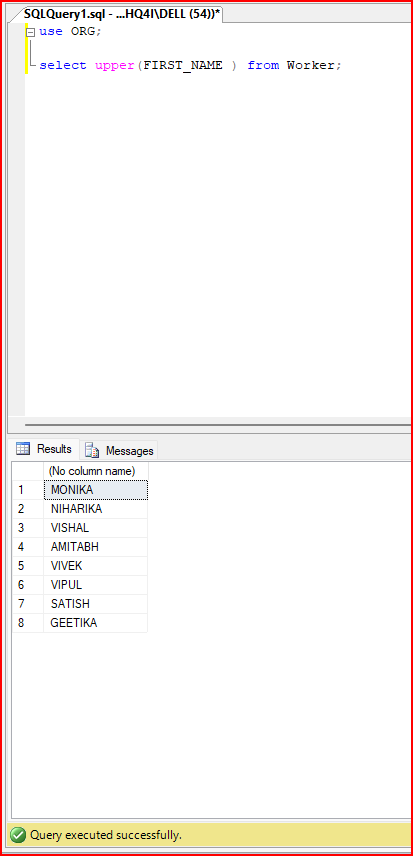 SQLQuery1.sql - ...HQ4I\DELL (54))*
use ORG;
select upper(FIRST_NAME ) from Worker;
Results Messages
(No column name)
1 MONIKA
2 NIHARIKA
3 VISHAL
4 AMITABH
5 VIVEK
6 VIPUL
7 SATISH
8 GEETIKA
Query executed successfully.